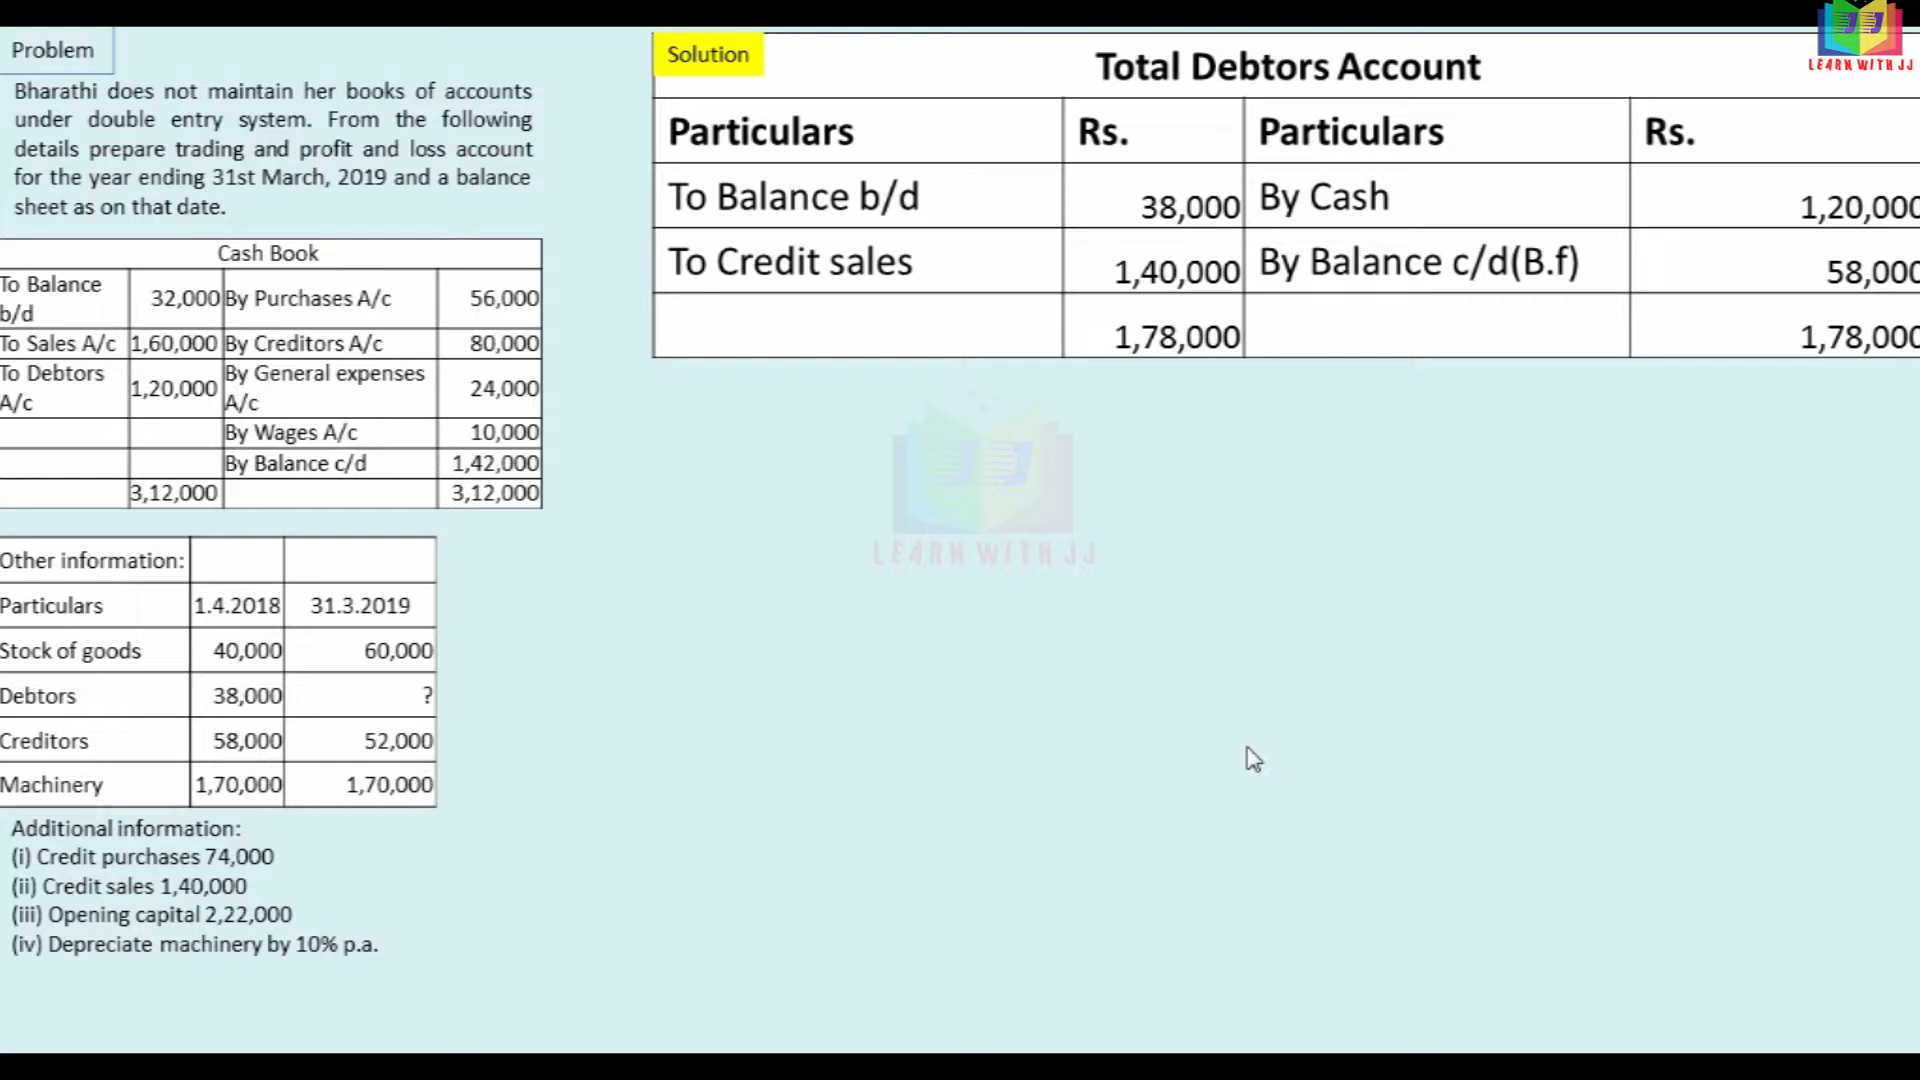 Problem
Bharathi does not maintain her books of accounts
under double entry system. From the following
details prepare trading and profit and loss account
for the year ending 31st March, 2019 and a balance
sheet as on that date.
Cash Book
To Balance b/d 32,000 By Purchases A/c 56,000
To Sales A/c 1,60,000 By Creditors A/c 80,000
To Debtors A/c 1,20,000 By General expenses A/c 24,000
By Wages A/c 10,000
By Balance c/d 1,42,000
3,12,000 3,12,000
Other information:
Particulars 1.4.2018 31.3.2019
Stock of goods 40,000 60,000
Debtors 38,000 ?
Creditors 58,000 52,000
Machinery 1,70,000 1,70,000
Additional information:
(i) Credit purchases 74,000
(ii) Credit sales 1,40,000
(iii) Opening capital 2,22,000
(iv) Depreciate machinery by 10% p.a.
Solution
Total Debtors Account
Particulars Rs. Particulars Rs.
To Balance b/d 38,000 By Cash 1,20,000
To Credit sales 1,40,000 By Balance c/d(B.f) 58,000
1,78,000 1,78,000
LEARN WITH JJ
LEARN WITH JJ